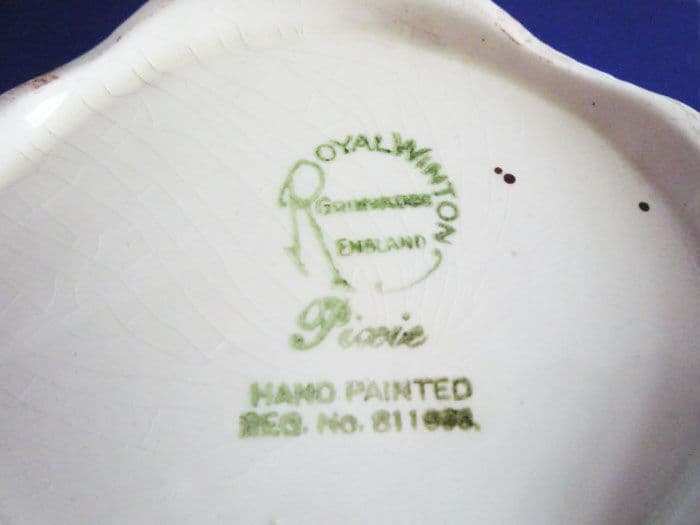 ROYAL WINTON
GRIMWADES
ENGLAND
Pixie
HAND PAINTED
REG. No.